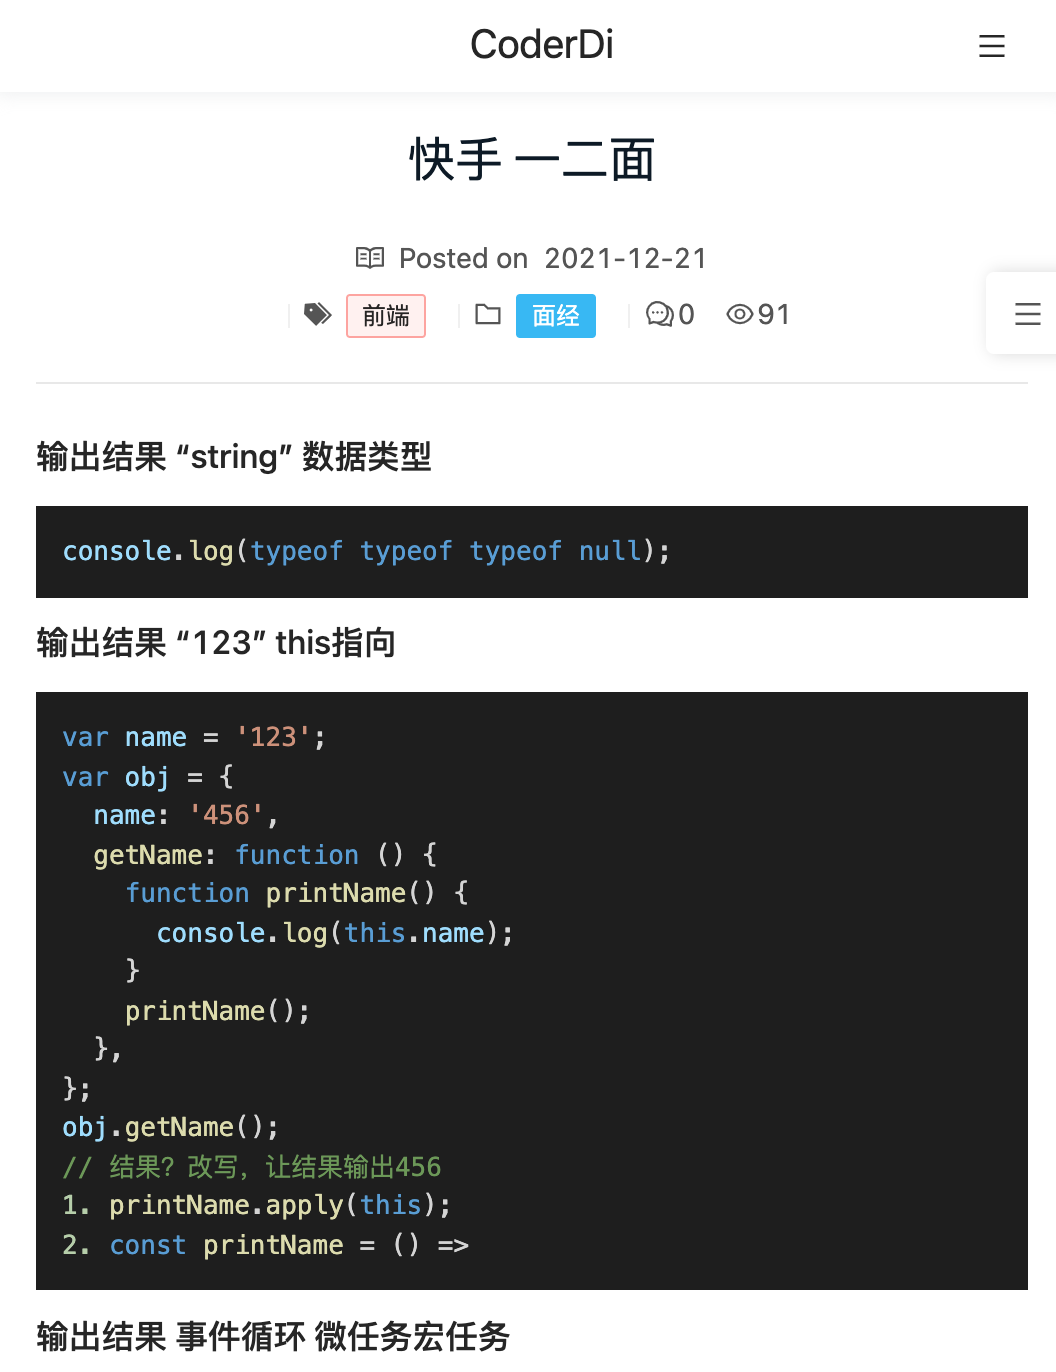 CoderDi
快手 一二面
Posted on 2021-12-21
前端 面经 0 91
输出结果 “string” 数据类型
console.log(typeof typeof typeof null);
输出结果 “123” this指向
var name = '123';
var obj = {
  name: '456',
  getName: function () {
    function printName() {
      console.log(this.name);
    }
    printName();
  },
};
obj.getName();
// 结果？改写，让结果输出456
1. printName.apply(this);
2. const printName = () =>
输出结果 事件循环 微任务宏任务